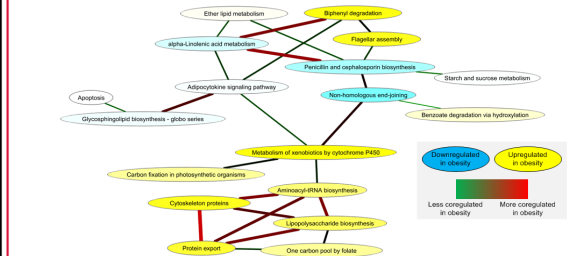 Ether lipid metabolism
Biphenyl degradation
Flagellar assembly
alpha-Linolenic acid metabolism
Penicillin and cephalosporin biosynthesis
Starch and sucrose metabolism
Adipocytokine signaling pathway
Non-homologous end-joining
Apoptosis
Glycosphingolipid biosynthesis - globo series
Benzoate degradation via hydroxylation
Metabolism of xenobiotics by cytochrome P450
Carbon fixation in photosynthetic organisms
Aminoacyl-tRNA biosynthesis
Cytoskeleton proteins
Lipopolysaccharide biosynthesis
Protein export
One carbon pool by folate
Downregulated
in obesity
Upregulated
in obesity
Less coregulated
in obesity
More coregulated
in obesity